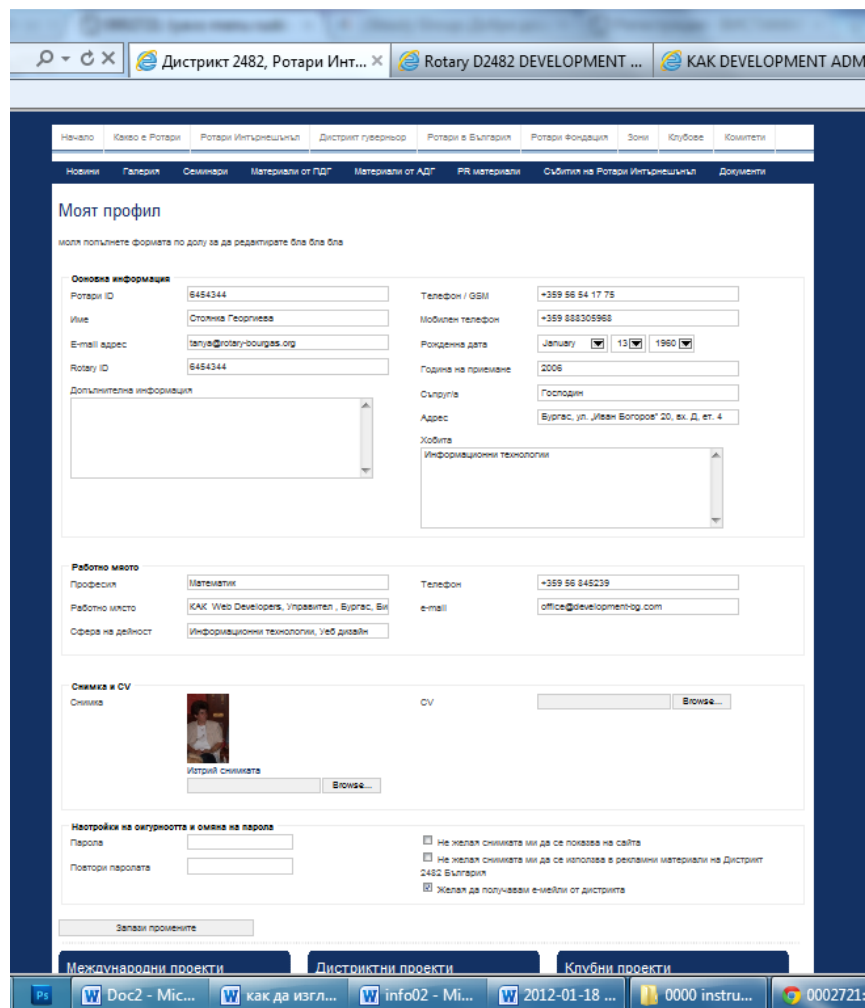 Дистрикт 2482, Ротари Инт... Rotary D2482 DEVELOPMENT ... KAK DEVELOPMENT ADM
Начало Какво е Ротари Ротари Интърнешънъл Дистрикт гуверньор Ротари в България Ротари Фондация Зони Клубове Комитети
Новини Галерия Семинари Материали от ПДГ Материали от АДГ PR материали Събития на Ротари Интърнешънъл Документи
Моят профил
моля попълнете формата по долу за да редактирате бла бла бла
Основна информация
Ротари ID 6454344 Телефон / GSM +359 56 54 17 75
Име Стоянка Георгиева Мобилен телефон +359 888305968
E-mail адрес tanya@rotary-bourgas.org Рожденна дата January 13 1960
Rotary ID 6454344 Година на приемане 2006
Допълнителна информация Съпруг/а Господин
Адрес Бургас, ул. „Иван Богоров" 20, вх. Д, ет. 4
Хобита
Информационни технологии
Работно място
Професия Математик Телефон +359 56 845239
Работно място КАК Web Developers, Управител , Бургас, Би e-mail office@development-bg.com
Сфера на дейност Информационни технологии, Уеб дизайн
Снимка и CV
Снимка CV Browse...
Изтрий снимката
Browse...
Настройки на сигурността и смяна на парола
Парола Не желая снимката ми да се показва на сайта
Повтори паролата Не желая снимката ми да се използва в рекламни материали на Дистрикт
2482 България
Желая да получавам е-мейли от дистрикта
Запази промените
Международни проекти Дистриктни проекти Клубни проекти
Ps Doc2 - Mic... как да изгл... info02 - Mi... 2012-01-18 ... 0000 instru... 0002721